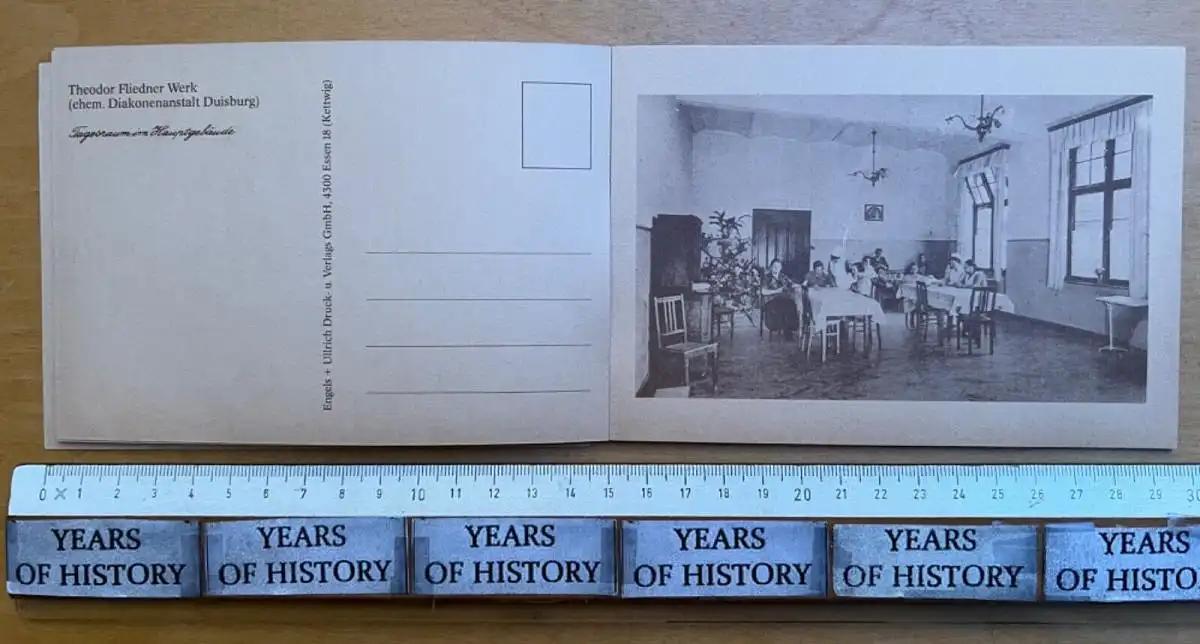 Theodor Fliedner Werk
(ehem. Diakonenanstalt Duisburg)
Tagesraum im Hauptgebäude
Engels + Ullrich Druck- u. Verlags GmbH, 4300 Essen 18 (Kettwig)
0 x 1 2 3 4 5 6 7 8 9 10 11 12 13 14 15 16 17 18 19 20 21 22 23 24 25 26 27 28 29 30
YEARS YEARS YEARS YEARS YEARS YEARS
OF HISTORY OF HISTORY OF HISTORY OF HISTORY OF HISTORY OF HISTO